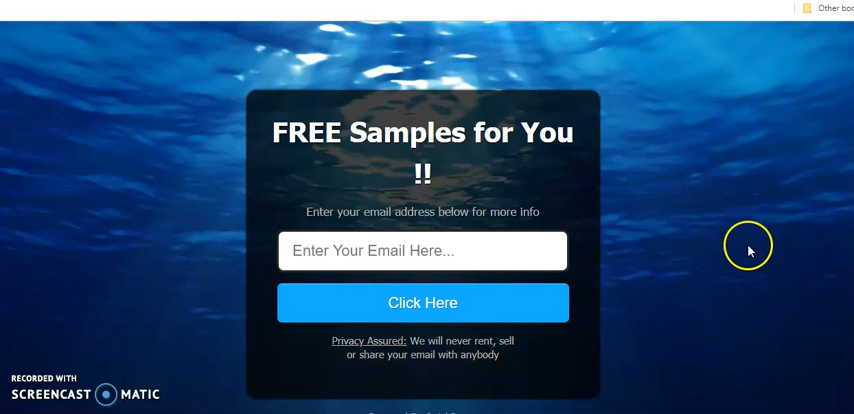 Other boo
FREE Samples for You
!!
Enter your email address below for more info
Enter Your Email Here...
Click Here
Privacy Assured: We will never rent, sell
or share your email with anybody
RECORDED WITH
SCREENCAST MATIC